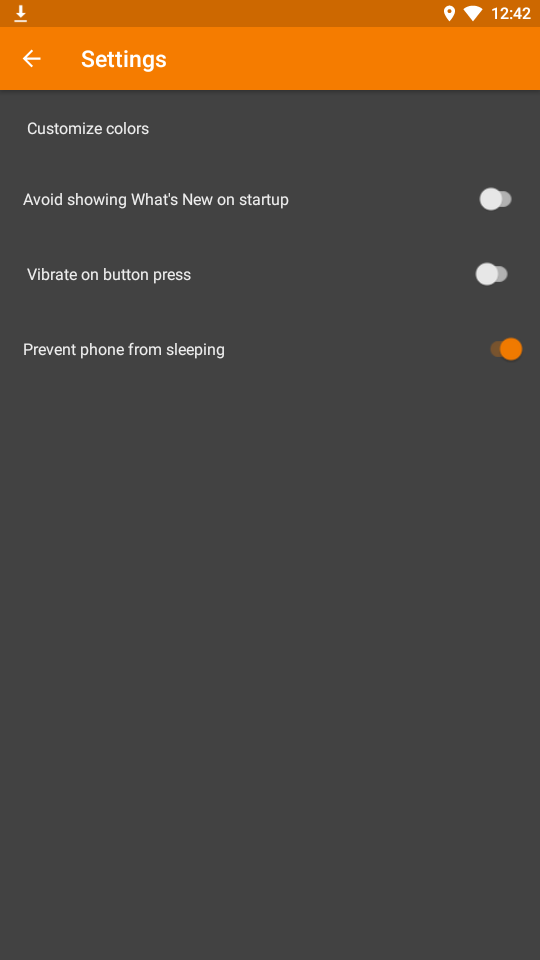 12:42
Settings
Customize colors
Avoid showing What's New on startup
Vibrate on button press
Prevent phone from sleeping